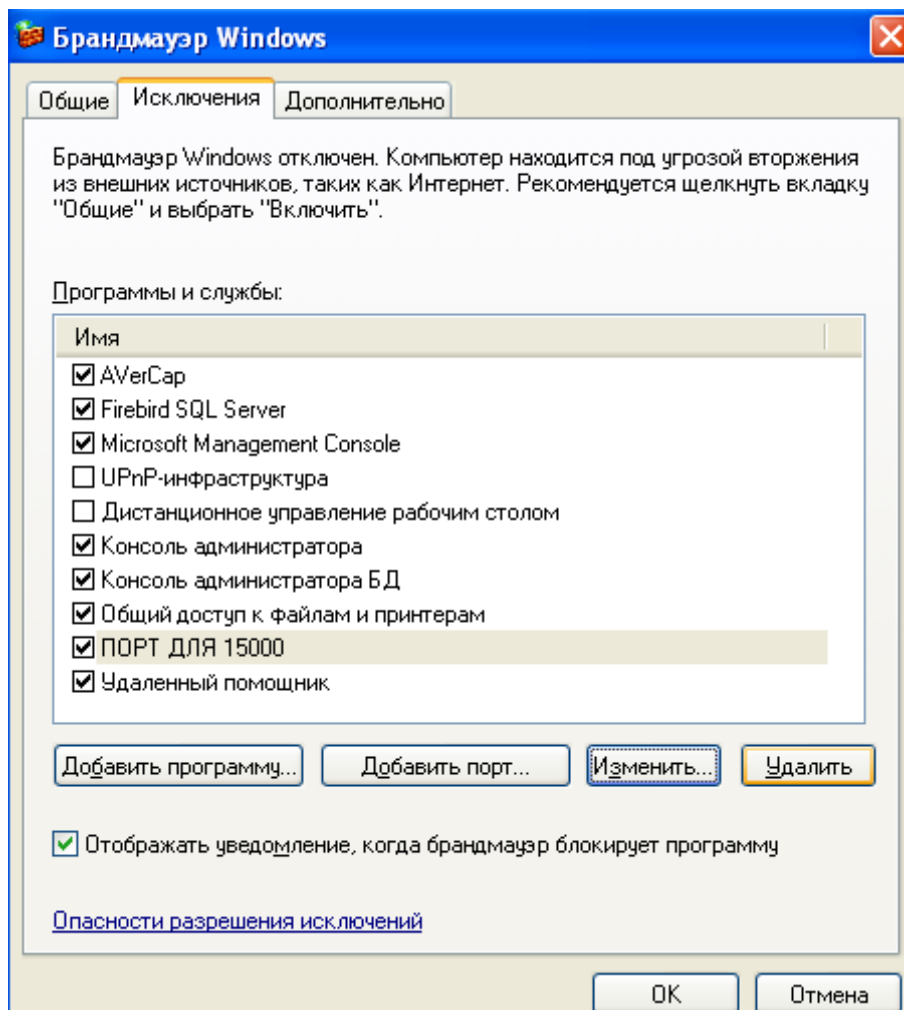 Брандмауэр Windows
Общие
Исключения
Дополнительно
Брандмауэр Windows отключен. Компьютер находится под угрозой вторжения
из внешних источников, таких как Интернет. Рекомендуется щелкнуть вкладку
"Общие" и выбрать "Включить".
Программы и службы:
Имя
AVerCap
Firebird SQL Server
Microsoft Management Console
UPnP-инфраструктура
Дистанционное управление рабочим столом
Консоль администратора
Консоль администратора БД
Общий доступ к файлам и принтерам
ПОРТ ДЛЯ 15000
Удаленный помощник
Добавить программу...
Добавить порт...
Изменить...
Удалить
Отображать уведомление, когда брандмауэр блокирует программу
Опасности разрешения исключений
OK
Отмена